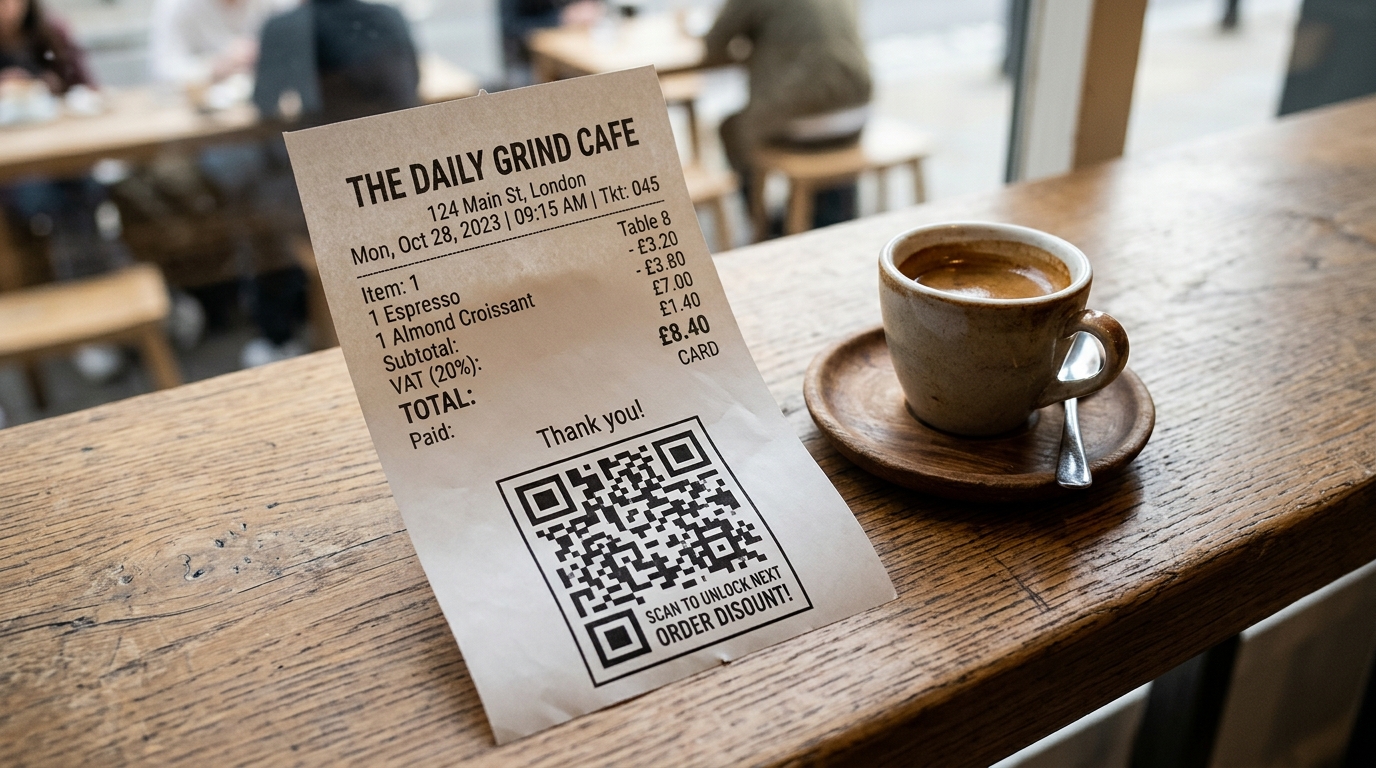 THE DAILY GRIND CAFE
124 Main St, London
Mon, Oct 28, 2023 | 09:15 AM | Tkt: 045
Table 8
Item: 1 - £3.20
1 Espresso - £3.80
1 Almond Croissant £7.00
Subtotal: £1.40
VAT (20%): £8.40
TOTAL: CARD
Paid:
Thank you!
SCAN TO UNLOCK NEXT
ORDER DISOUNT!